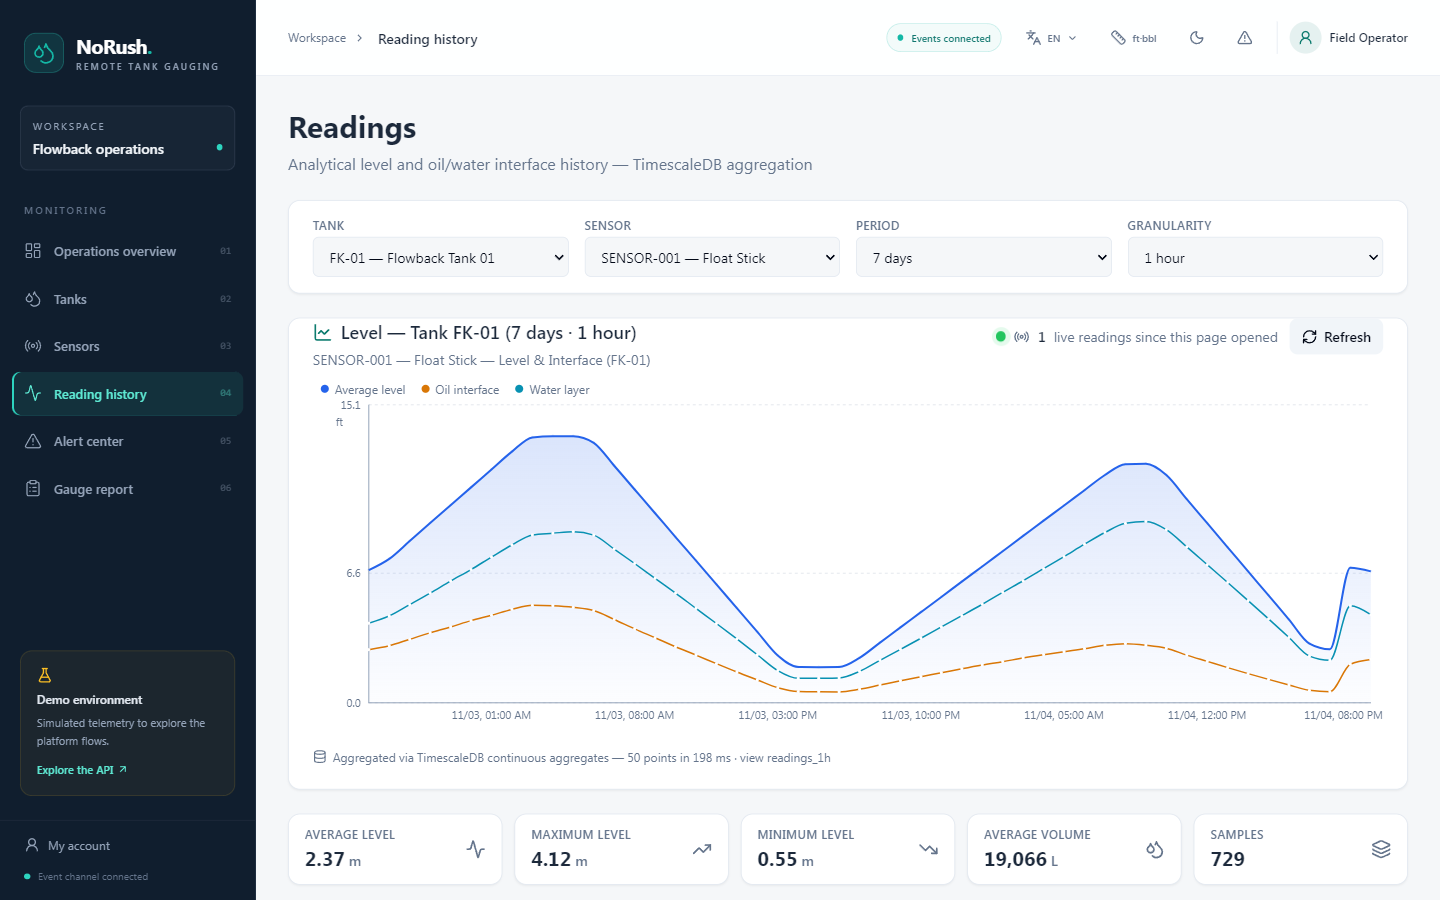 NoRush.
REMOTE TANK GAUGING
WORKSPACE
Flowback operations
MONITORING
Operations overview 01
Tanks 02
Sensors 03
Reading history 04
Alert center 05
Gauge report 06
Demo environment
Simulated telemetry to explore the
platform flows.
Explore the API
My account
Event channel connected
Workspace Reading history
Events connected
EN
ft·bbl
Field Operator
Readings
Analytical level and oil/water interface history — TimescaleDB aggregation
TANK SENSOR PERIOD GRANULARITY
FK-01 — Flowback Tank 01 SENSOR-001 — Float Stick 7 days 1 hour
Level — Tank FK-01 (7 days · 1 hour)
1 live readings since this page opened
Refresh
SENSOR-001 — Float Stick — Level & Interface (FK-01)
Average level Oil interface Water layer
15.1
ft
6.6
0.0
11/03, 01:00 AM 11/03, 08:00 AM 11/03, 03:00 PM 11/03, 10:00 PM 11/04, 05:00 AM 11/04, 12:00 PM 11/04, 08:00 PM
Aggregated via TimescaleDB continuous aggregates — 50 points in 198 ms · view readings_1h
AVERAGE LEVEL
2.37 m
MAXIMUM LEVEL
4.12 m
MINIMUM LEVEL
0.55 m
AVERAGE VOLUME
19,066 L
SAMPLES
729